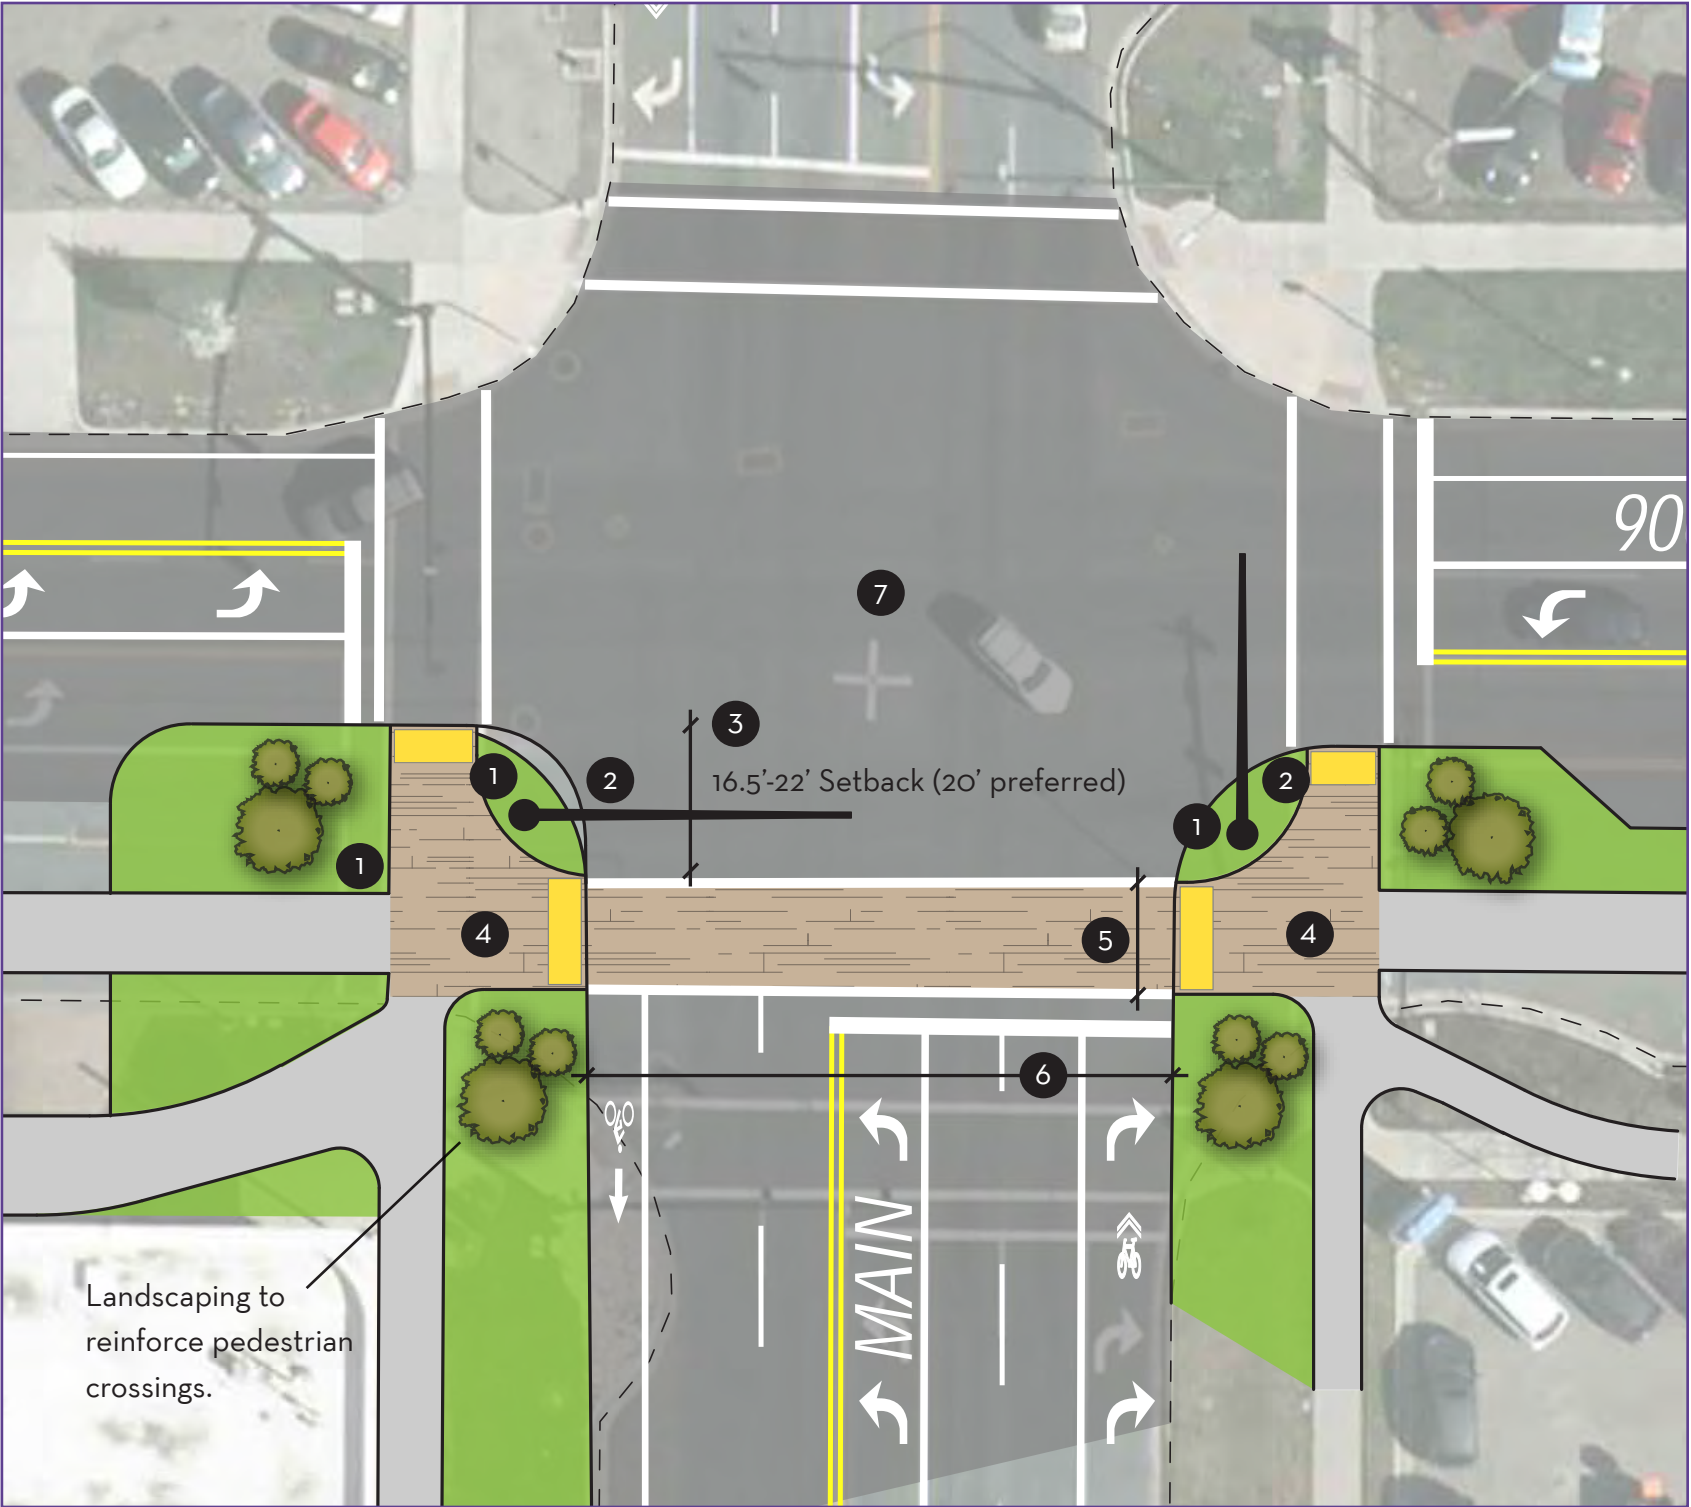 90
7
3
1
2
16.5'-22' Setback (20' preferred)
2
1
1
4
5
4
6
MAIN
Landscaping to
reinforce pedestrian
crossings.